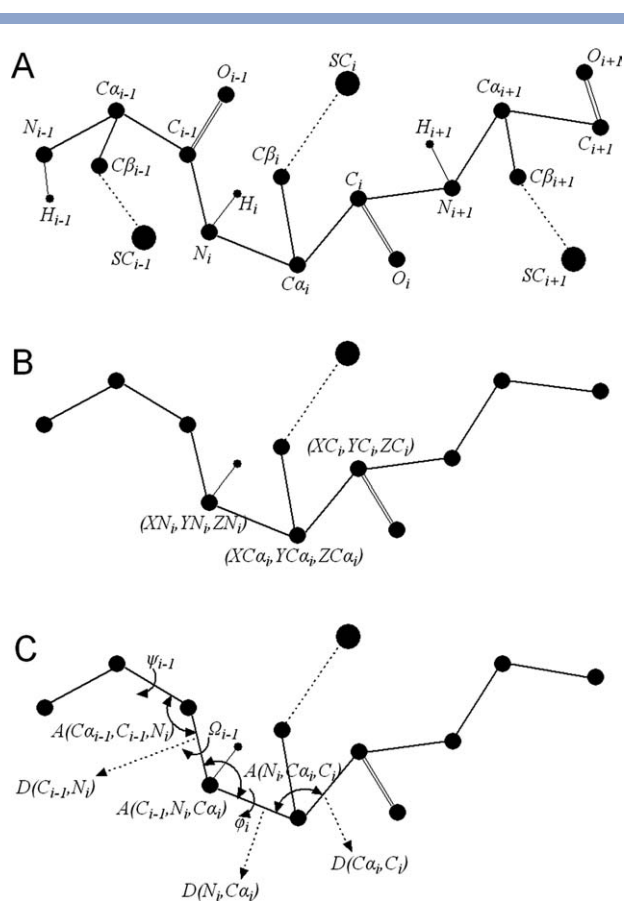 A
SCᵢ
Oᵢ₊₁
Oᵢ₋₁
Cαᵢ₋₁
Cαᵢ₊₁
Nᵢ₋₁
Cᵢ₋₁
Hᵢ₊₁
Cᵢ₊₁
Cβᵢ₋₁
Cβᵢ
Cᵢ
Cβᵢ₊₁
Hᵢ₋₁
Hᵢ
Nᵢ₊₁
SCᵢ₋₁
Nᵢ
Cαᵢ
Oᵢ
SCᵢ₊₁
B
(XCᵢ,YCᵢ,ZCᵢ)
(XNᵢ,YNᵢ,ZNᵢ)
(XCαᵢ,YCαᵢ,ZCαᵢ)
C
ψᵢ₋₁
A(Cαᵢ₋₁,Cᵢ₋₁,Nᵢ)
Ωᵢ₋₁
A(Nᵢ,Cαᵢ,Cᵢ)
D(Cᵢ₋₁,Nᵢ)
A(Cᵢ₋₁,Nᵢ,Cαᵢ)
φᵢ
D(Cαᵢ,Cᵢ)
D(Nᵢ,Cαᵢ)